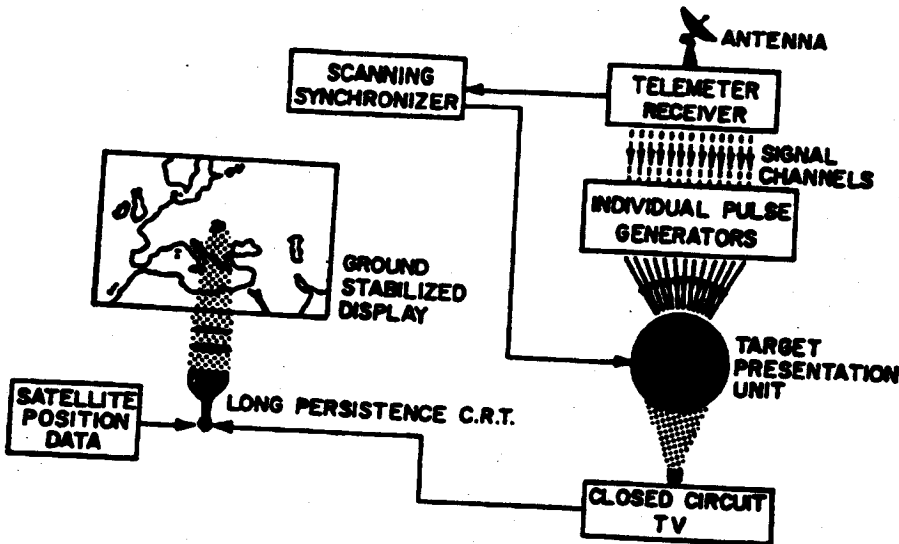 ANTENNA
SCANNING
SYNCHRONIZER
TELEMETER
RECEIVER
SIGNAL
CHANNELS
INDIVIDUAL PULSE
GENERATORS
GROUND
STABILIZED
DISPLAY
TARGET
PRESENTATION
UNIT
SATELLITE
POSITION
DATA
LONG PERSISTENCE C.R.T.
CLOSED CIRCUIT
TV